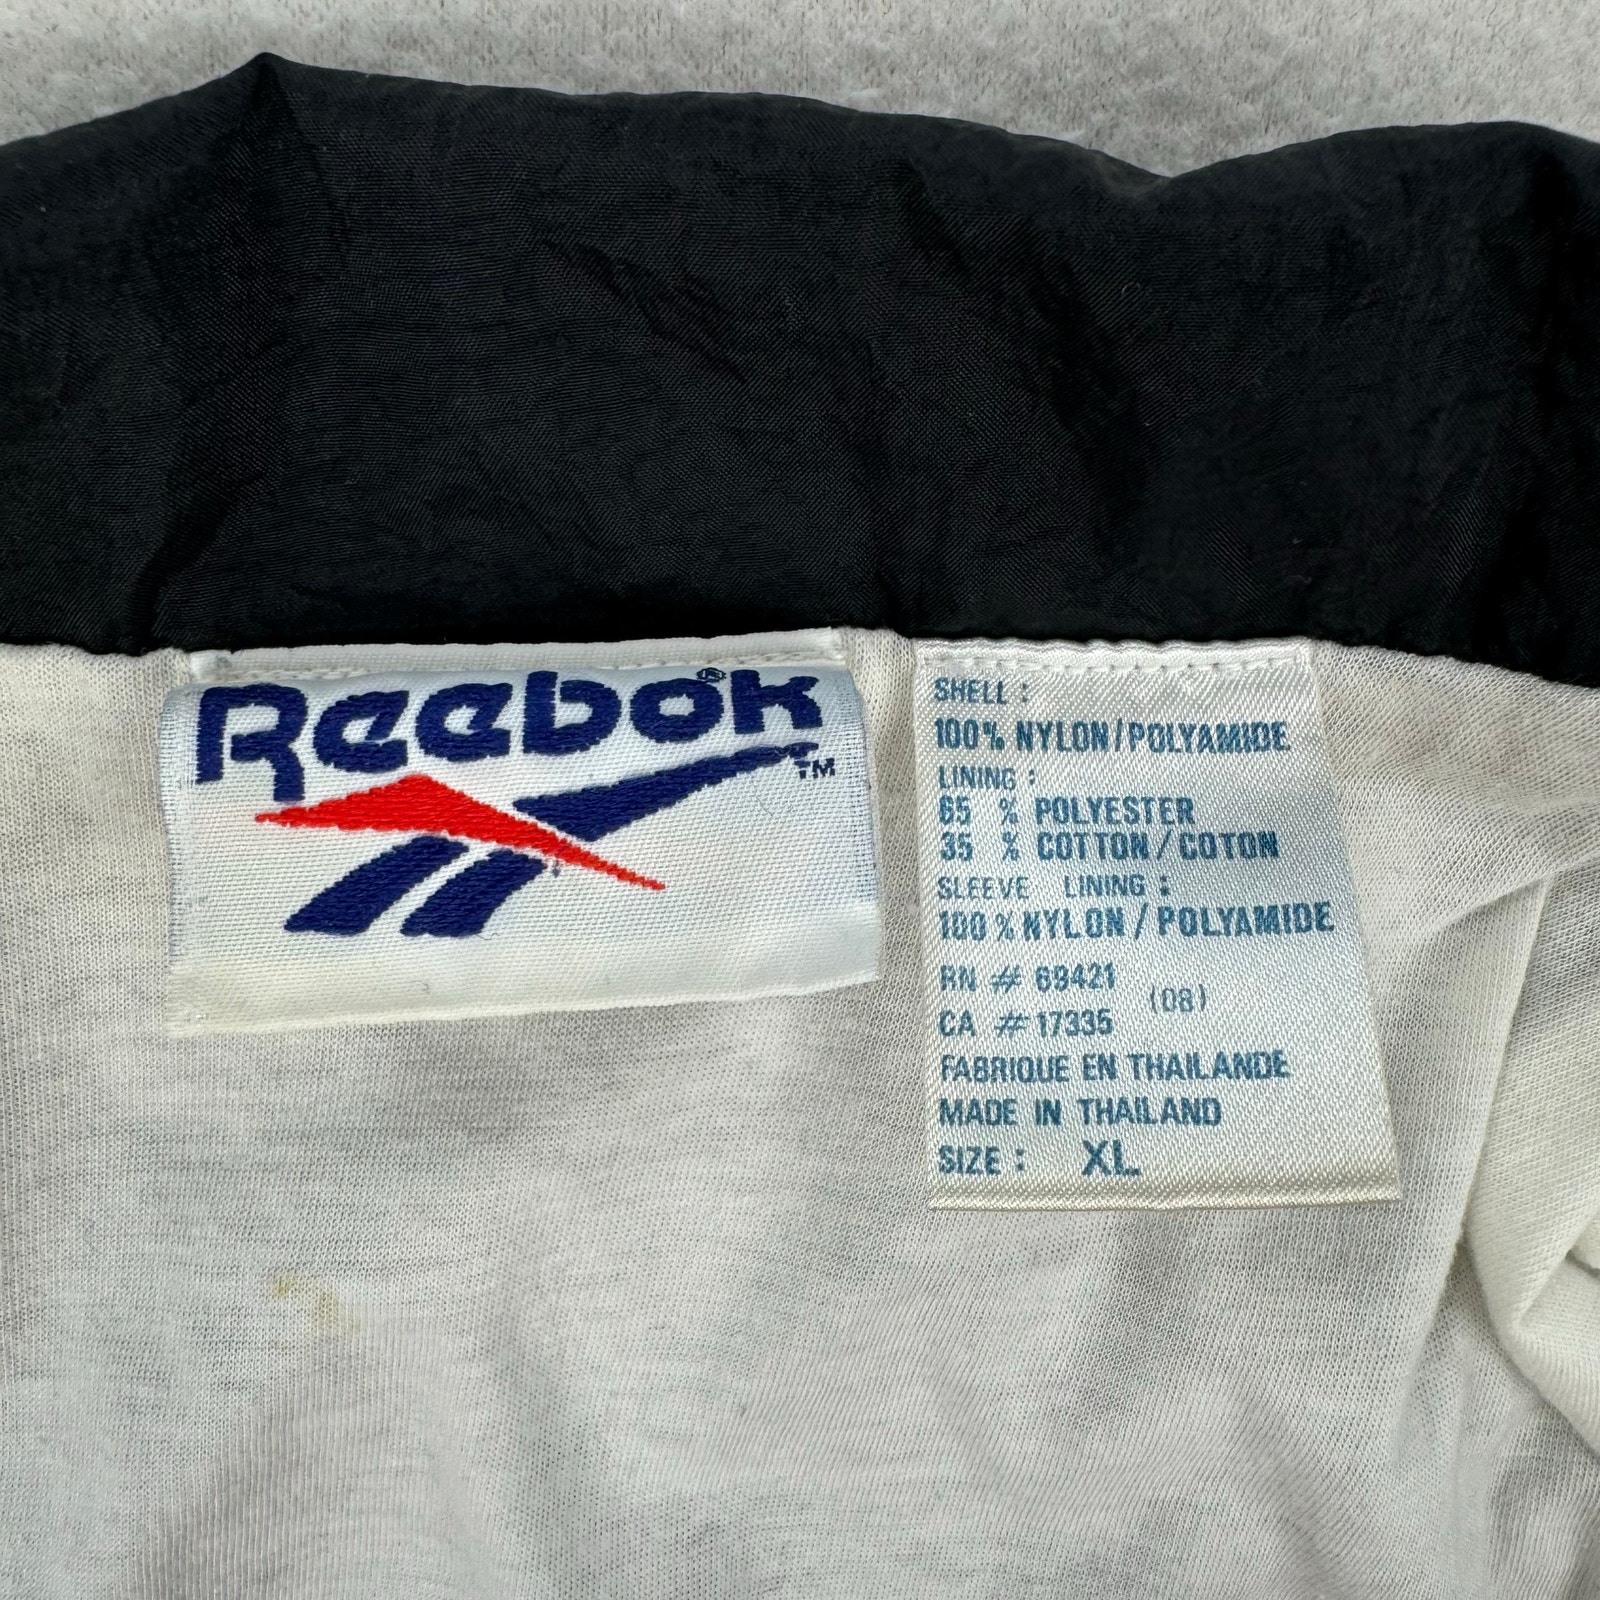 Reebok®
TM
SHELL :
100% NYLON/POLYAMIDE
LINING :
65 % POLYESTER
35 % COTTON/COTON
SLEEVE LINING :
100% NYLON/POLYAMIDE
RN # 69421
(08)
CA # 17335
FABRIQUE EN THAILANDE
MADE IN THAILAND
SIZE : XL